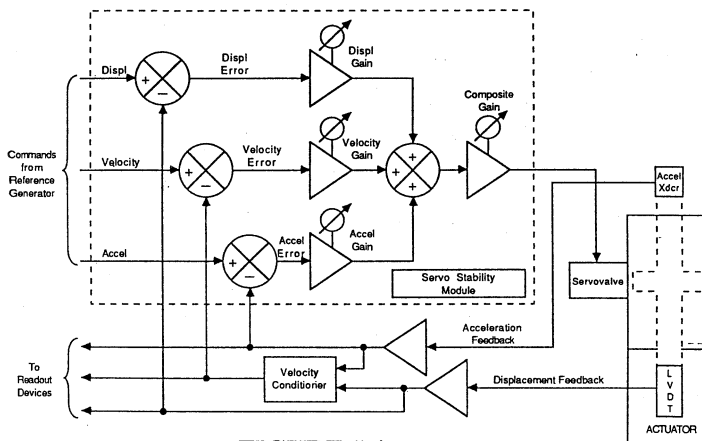 Displ
+
−
Displ
Error
Displ
Gain
Composite
Gain
Commands
from
Reference
Generator
Velocity
+
−
Velocity
Error
Velocity
Gain
+
+
+
+
Accel
Xdcr
Accel
+
−
Accel
Error
Accel
Gain
Servo Stability
Module
Servovalve
To
Readout
Devices
Acceleration
Feedback
Velocity
Conditioner
Displacement Feedback
L
V
D
T
ACTUATOR